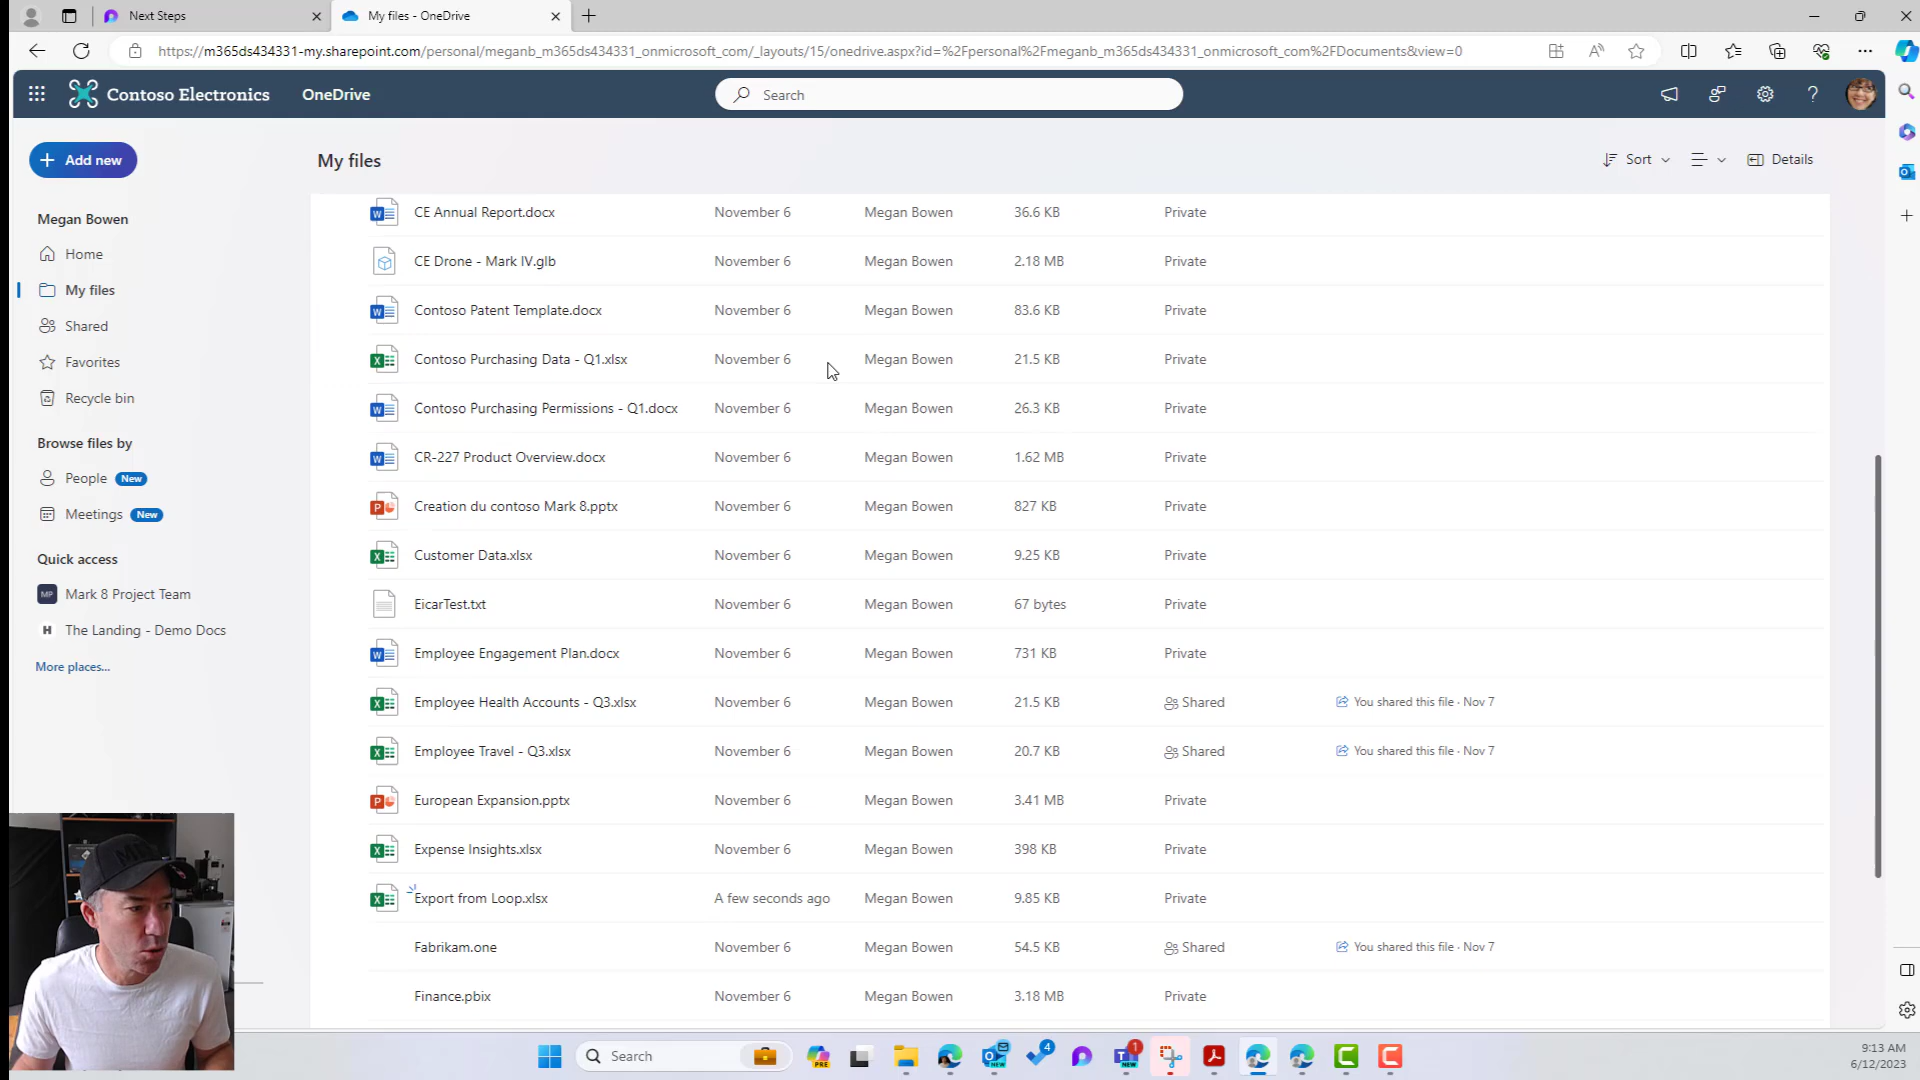 Next Steps
My files - OneDrive
https://m365ds434331-my.sharepoint.com/personal/meganb_m365ds434331_onmicrosoft_com/_layouts/15/onedrive.aspx?id=%2Fpersonal%2Fmeganb_m365ds434331_onmicrosoft_com%2FDocuments&view=0
Contoso Electronics OneDrive Search
Add new
My files
Sort
Details
Megan Bowen
Home
My files
Shared
Favorites
Recycle bin
Browse files by
People New
Meetings New
Quick access
MP Mark 8 Project Team
H The Landing - Demo Docs
More places...
CE Annual Report.docx November 6 Megan Bowen 36.6 KB Private
CE Drone - Mark IV.glb November 6 Megan Bowen 2.18 MB Private
Contoso Patent Template.docx November 6 Megan Bowen 83.6 KB Private
Contoso Purchasing Data - Q1.xlsx November 6 Megan Bowen 21.5 KB Private
Contoso Purchasing Permissions - Q1.docx November 6 Megan Bowen 26.3 KB Private
CR-227 Product Overview.docx November 6 Megan Bowen 1.62 MB Private
Creation du contoso Mark 8.pptx November 6 Megan Bowen 827 KB Private
Customer Data.xlsx November 6 Megan Bowen 9.25 KB Private
EicarTest.txt November 6 Megan Bowen 67 bytes Private
Employee Engagement Plan.docx November 6 Megan Bowen 731 KB Private
Employee Health Accounts - Q3.xlsx November 6 Megan Bowen 21.5 KB Shared You shared this file · Nov 7
Employee Travel - Q3.xlsx November 6 Megan Bowen 20.7 KB Shared You shared this file · Nov 7
European Expansion.pptx November 6 Megan Bowen 3.41 MB Private
Expense Insights.xlsx November 6 Megan Bowen 398 KB Private
Export from Loop.xlsx A few seconds ago Megan Bowen 9.85 KB Private
Fabrikam.one November 6 Megan Bowen 54.5 KB Shared You shared this file · Nov 7
Finance.pbix November 6 Megan Bowen 3.18 MB Private
Search
PRE
NEW
4
1
NEW
9:13 AM
6/12/2023